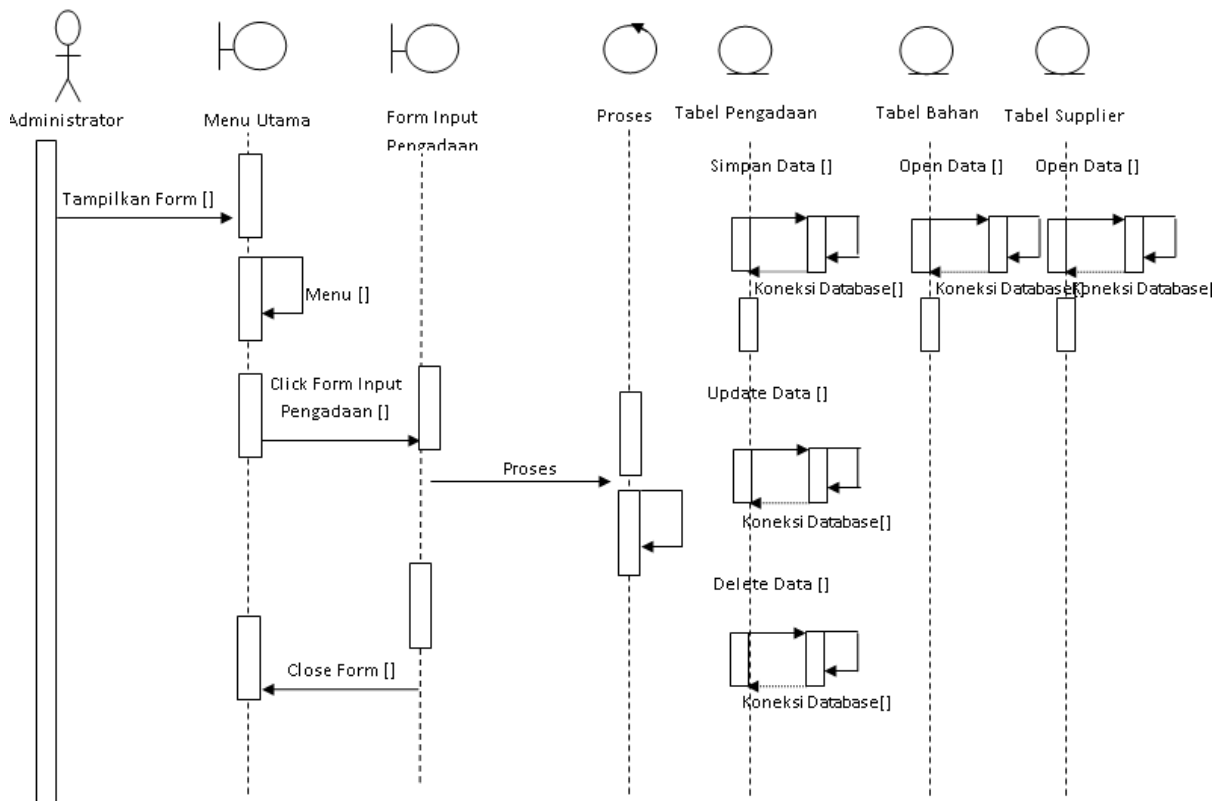 Administrator
Menu Utama
Form Input
Pengadaan
Proses
Tabel Pengadaan
Tabel Bahan
Tabel Supplier
Simpan Data []
Open Data []
Open Data []
Tampilkan Form []
Koneksi Database[]
Koneksi Database[]
Koneksi Database[
Menu []
Click Form Input
Pengadaan []
Update Data []
Proses
Koneksi Database[]
Delete Data []
Close Form []
Koneksi Database[]